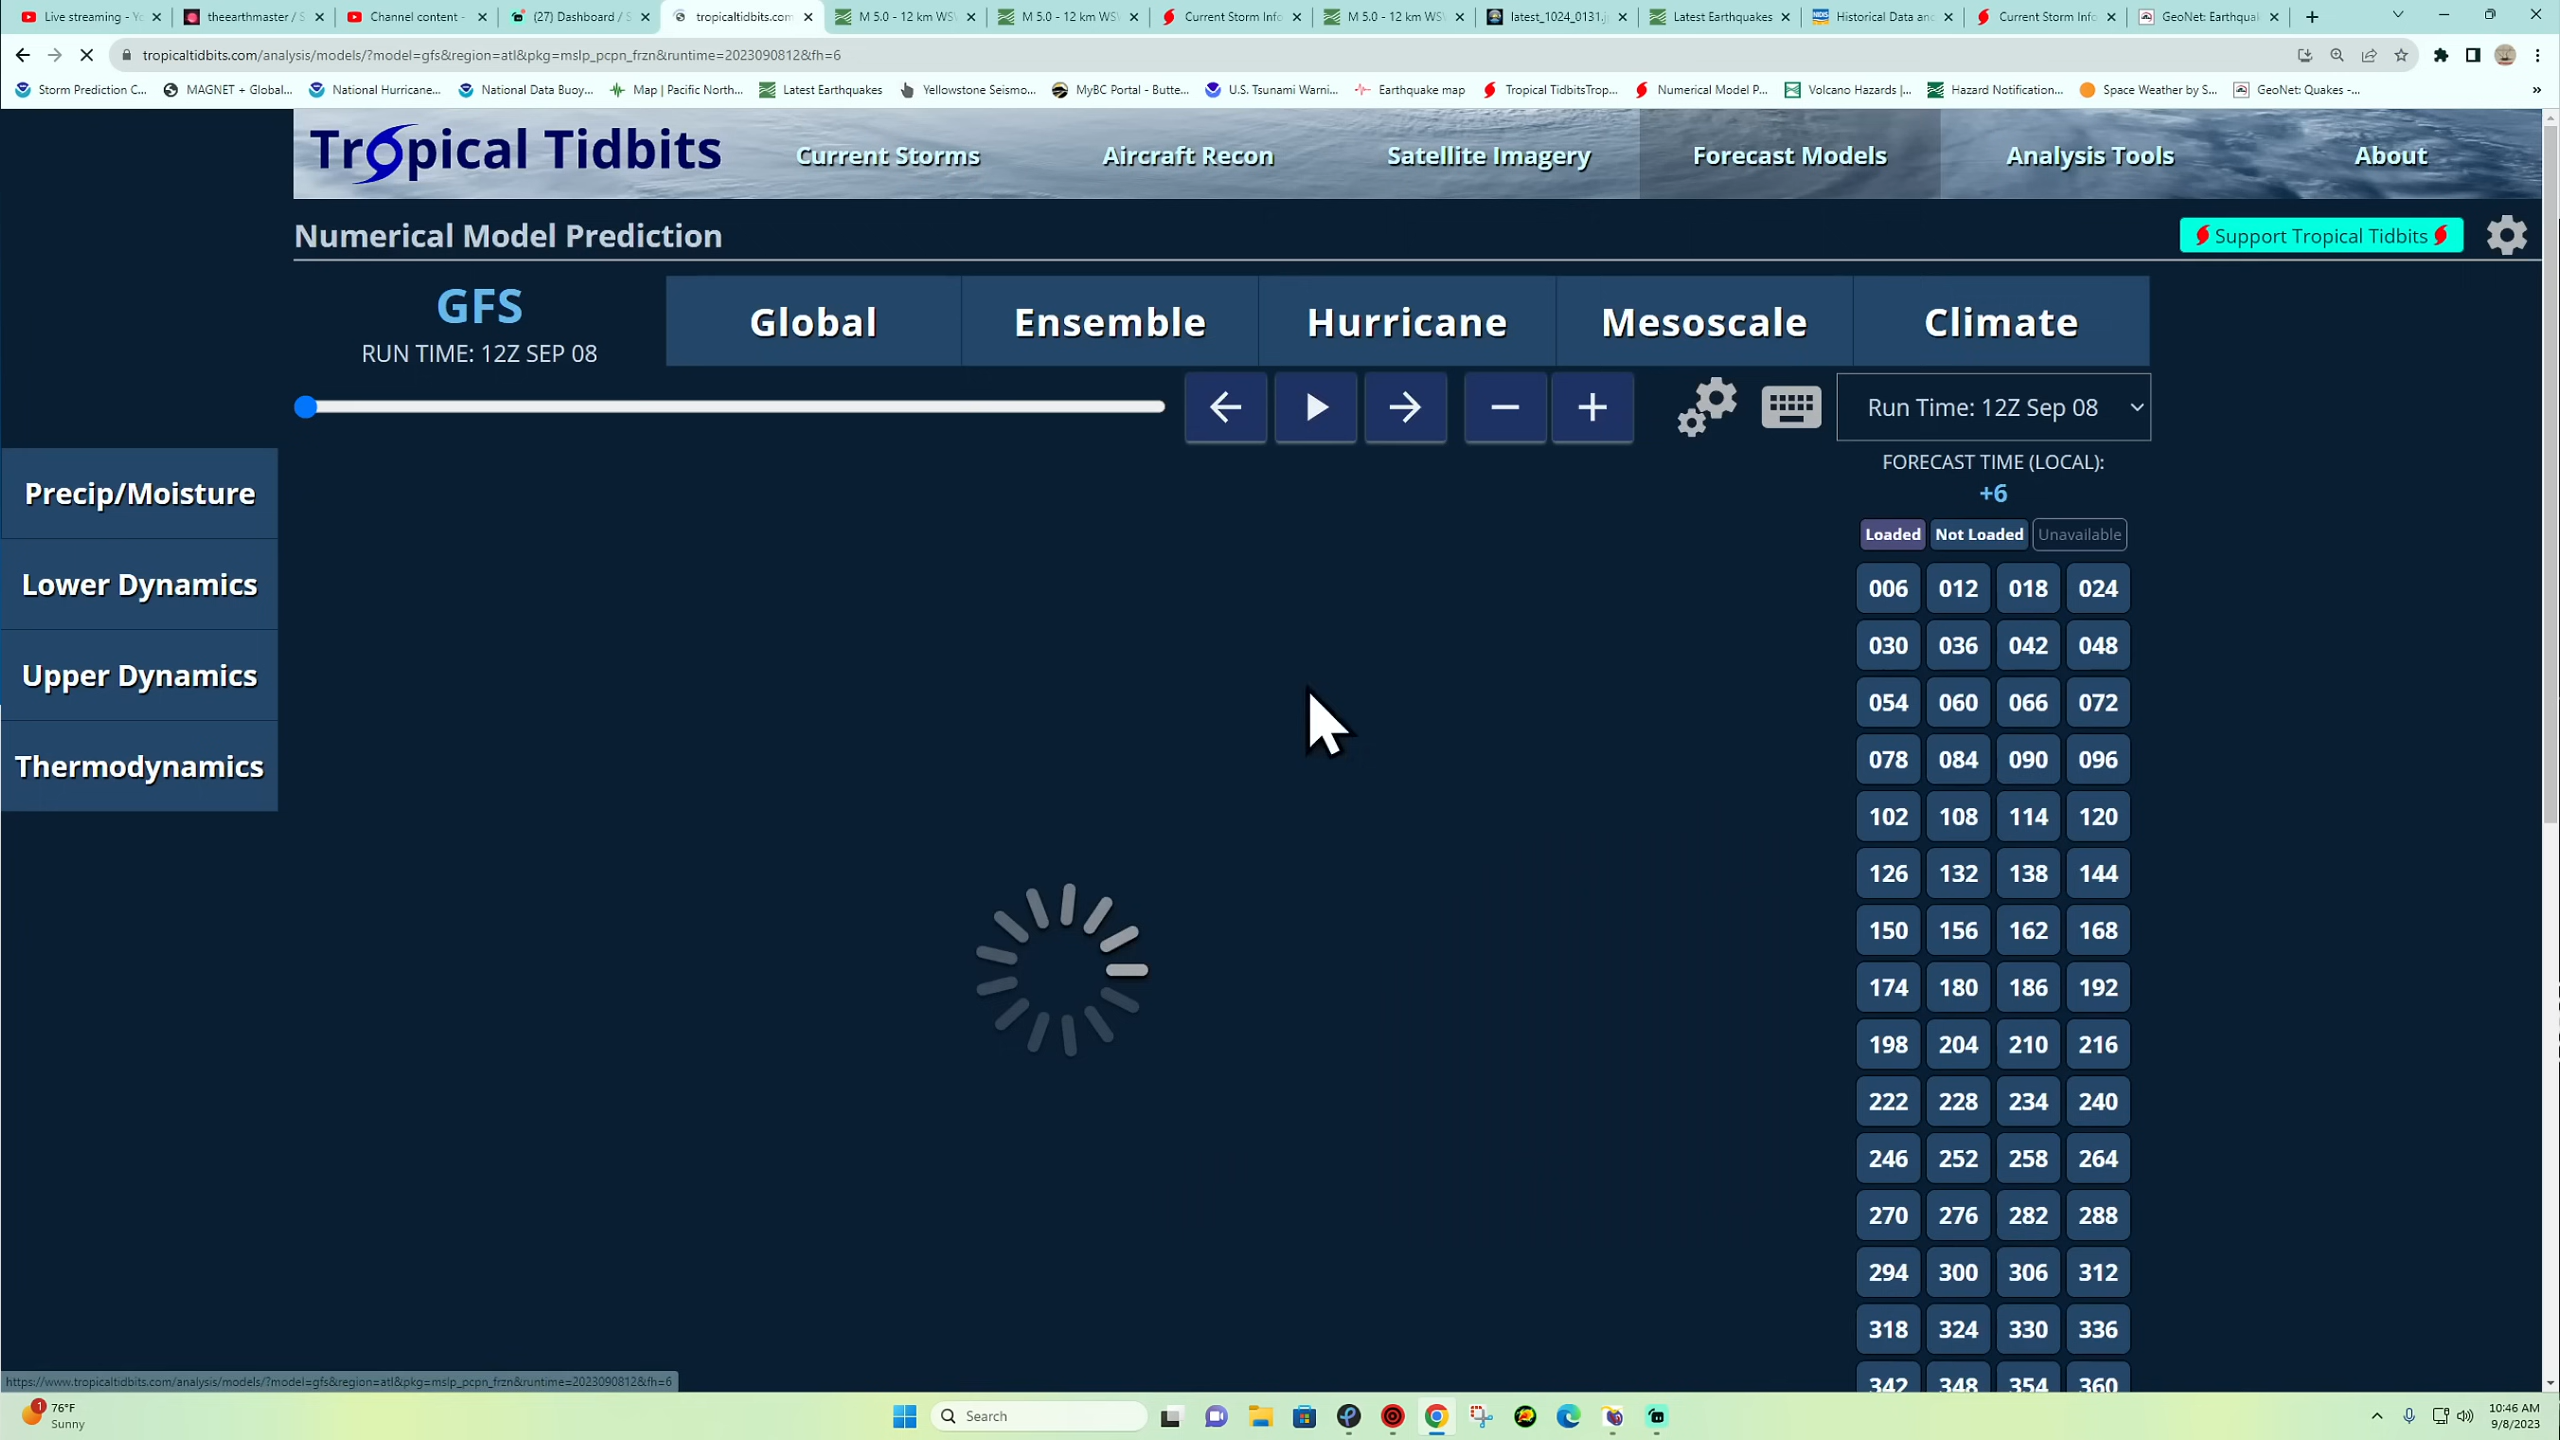 Live streaming - Yo
theearthmaster / S
Channel content -
(27) Dashboard / S
tropicaltidbits.com
M 5.0 - 12 km WSW
M 5.0 - 12 km WSW
Current Storm Info
M 5.0 - 12 km WSW
latest_1024_0131.j
Latest Earthquakes
Historical Data and
Current Storm Info
GeoNet: Earthquak
tropicaltidbits.com/analysis/models/?model=gfs&region=atl&pkg=mslp_pcpn_frzn&runtime=2023090812&fh=6
Storm Prediction C...
MAGNET + Global...
National Hurricane...
National Data Buoy...
Map | Pacific North...
Latest Earthquakes
Yellowstone Seismo...
MyBC Portal - Butte...
U.S. Tsunami Warni...
Earthquake map
Tropical TidbitsTrop...
Numerical Model P...
Volcano Hazards |...
Hazard Notification...
Space Weather by S...
GeoNet: Quakes -...
Tropical Tidbits
Current Storms
Aircraft Recon
Satellite Imagery
Forecast Models
Analysis Tools
About
Numerical Model Prediction
Support Tropical Tidbits
GFS
RUN TIME: 12Z SEP 08
Global
Ensemble
Hurricane
Mesoscale
Climate
Run Time: 12Z Sep 08
FORECAST TIME (LOCAL):
+6
Loaded Not Loaded Unavailable
Precip/Moisture
Lower Dynamics
Upper Dynamics
Thermodynamics
006 012 018 024
030 036 042 048
054 060 066 072
078 084 090 096
102 108 114 120
126 132 138 144
150 156 162 168
174 180 186 192
198 204 210 216
222 228 234 240
246 252 258 264
270 276 282 288
294 300 306 312
318 324 330 336
342 348 354 360
https://www.tropicaltidbits.com/analysis/models/?model=gfs&region=atl&pkg=mslp_pcpn_frzn&runtime=2023090812&fh=6
1
76°F
Sunny
Search
10:46 AM
9/8/2023